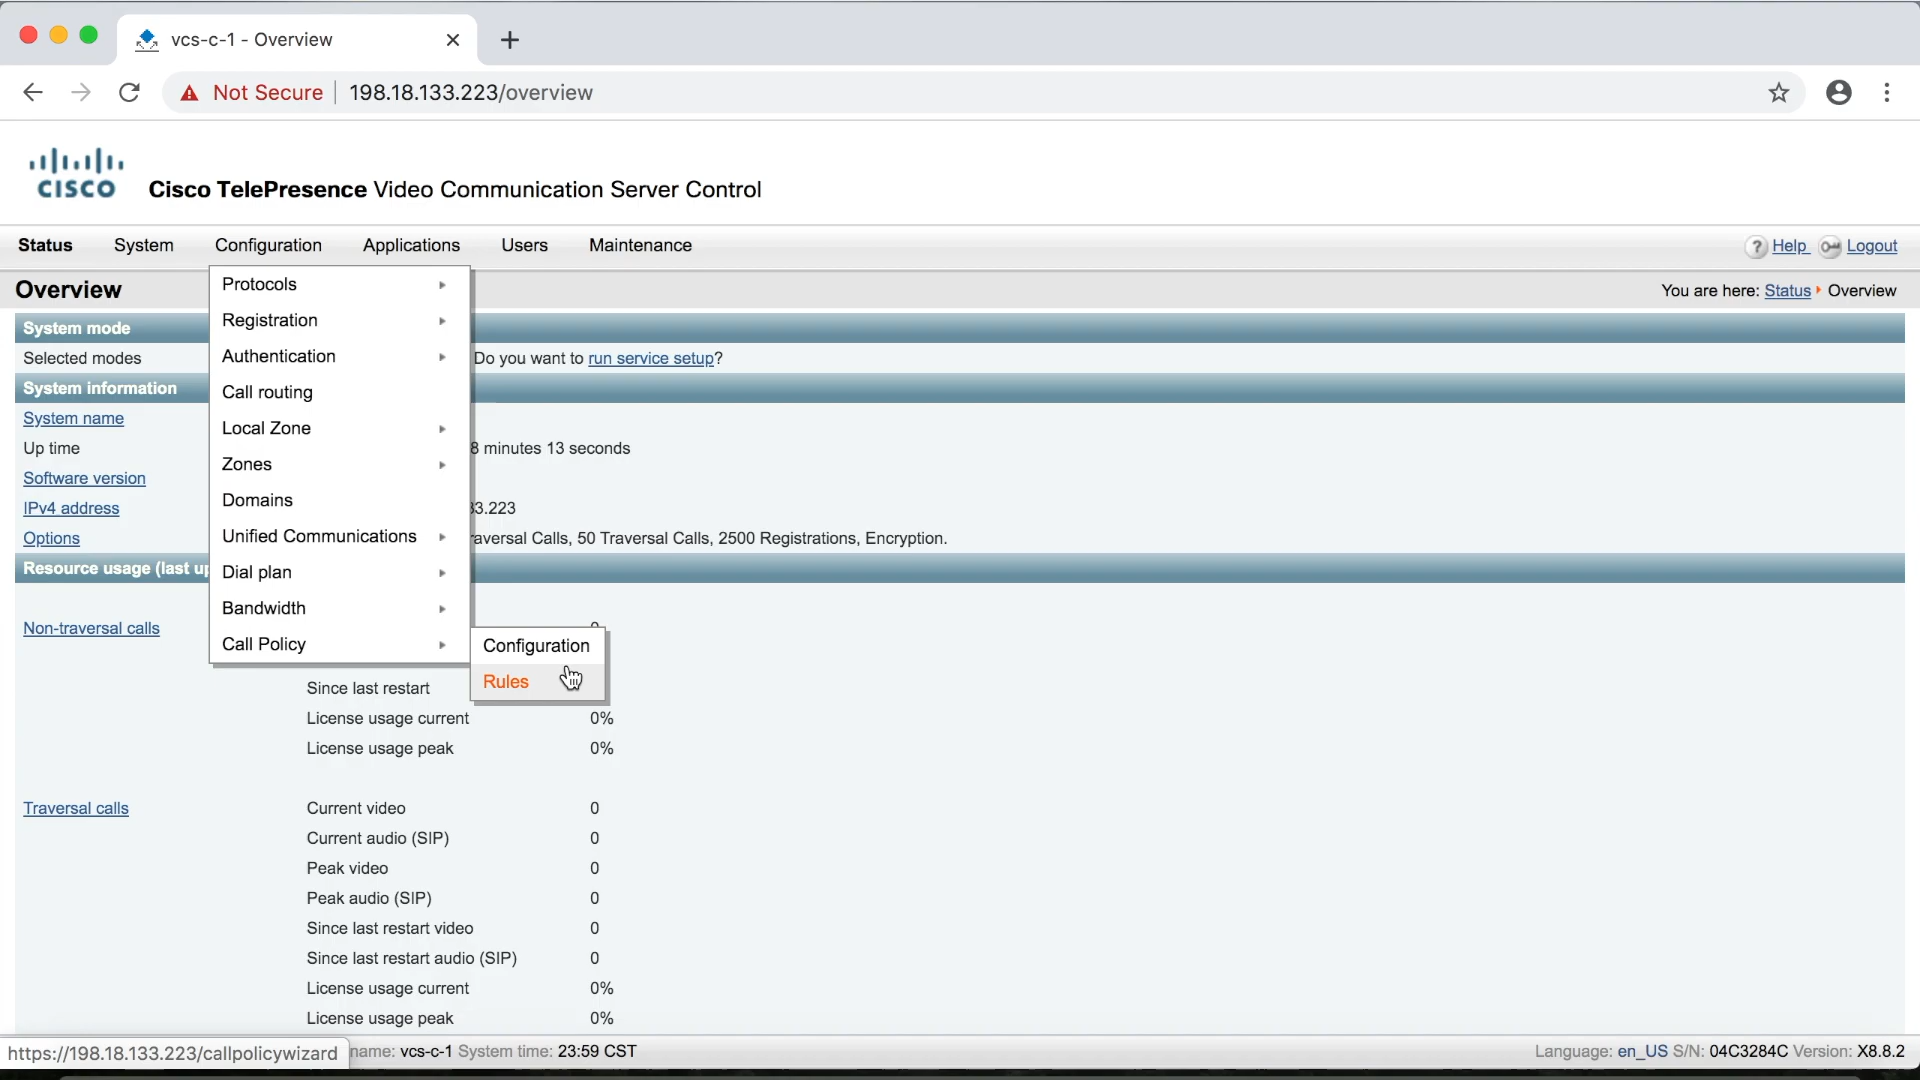 vcs-c-1 - Overview
Not Secure
198.18.133.223/overview
CISCO
Cisco TelePresence Video Communication Server Control
Status System Configuration Applications Users Maintenance
Help Logout
Overview
You are here: Status Overview
Protocols
Registration
Authentication
Call routing
Local Zone
Zones
Domains
Unified Communications
Dial plan
Bandwidth
Call Policy
Configuration
Rules
System mode
Selected modes
Do you want to run service setup?
System information
System name
Up time
8 minutes 13 seconds
Software version
IPv4 address
33.223
Options
Traversal Calls, 50 Traversal Calls, 2500 Registrations, Encryption.
Resource usage (last
Non-traversal calls
Since last restart
License usage current 0%
License usage peak 0%
Traversal calls
Current video 0
Current audio (SIP) 0
Peak video 0
Peak audio (SIP) 0
Since last restart video 0
Since last restart audio (SIP) 0
License usage current 0%
License usage peak 0%
https://198.18.133.223/callpolicywizard
name: vcs-c-1 System time: 23:59 CST
Language: en_US S/N: 04C3284C Version: X8.8.2